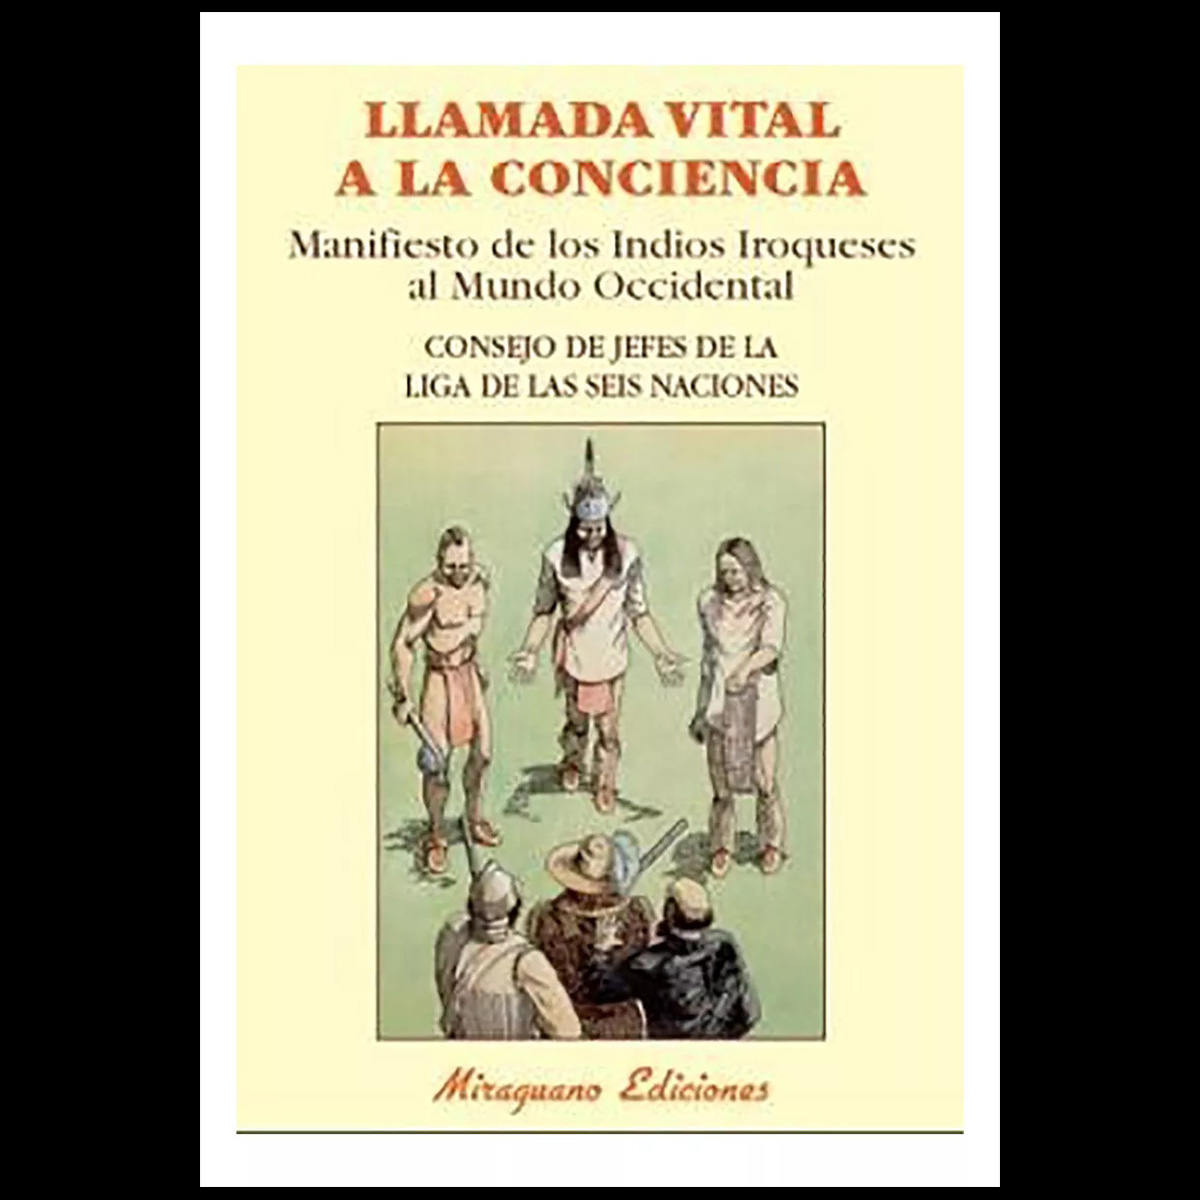 LLAMADA VITAL
A LA CONCIENCIA
Manifiesto de los Indios Iroqueses
al Mundo Occidental
CONSEJO DE JEFES DE LA
LIGA DE LAS SEIS NACIONES
Miraguano Ediciones